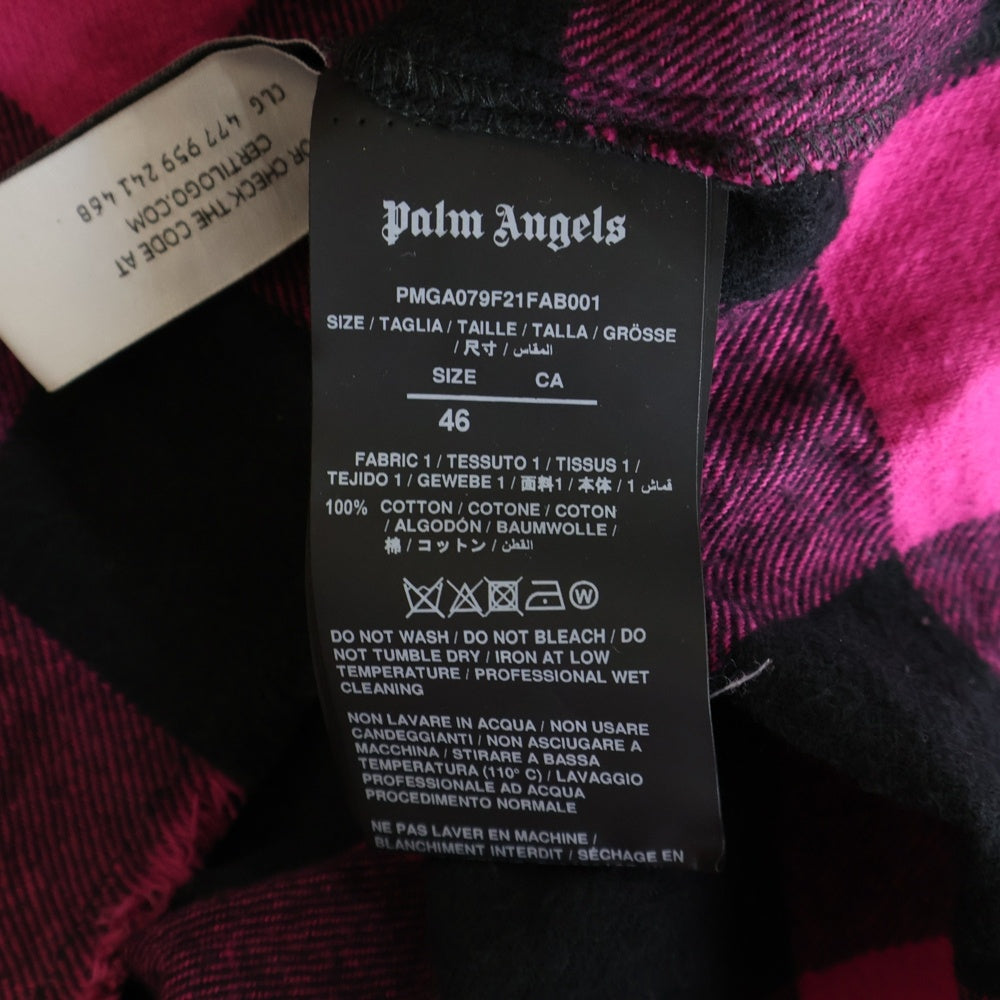 CLG 477 959 241 468
OR CHECK THE CODE AT
CERTILOGO.COM
Palm Angels
PMGA079F21FAB001
SIZE / TAGLIA / TAILLE / TALLA / GRÖSSE
/ 尺寸 / المقاس
SIZE CA
46
FABRIC 1 / TESSUTO 1 / TISSUS 1 /
TEJIDO 1 / GEWEBE 1 / 面料1 / 本体 / 1 قماش
100% COTTON / COTONE / COTON
/ ALGODÓN / BAUMWOLLE /
棉 / コットン / القطن
W
DO NOT WASH / DO NOT BLEACH / DO
NOT TUMBLE DRY / IRON AT LOW
TEMPERATURE / PROFESSIONAL WET
CLEANING
NON LAVARE IN ACQUA / NON USARE
CANDEGGIANTI / NON ASCIUGARE A
MACCHINA / STIRARE A BASSA
TEMPERATURA (110° C) / LAVAGGIO
PROFESSIONALE AD ACQUA
PROCEDIMENTO NORMALE
NE PAS LAVER EN MACHINE /
BLANCHIMENT INTERDIT / SÉCHAGE EN